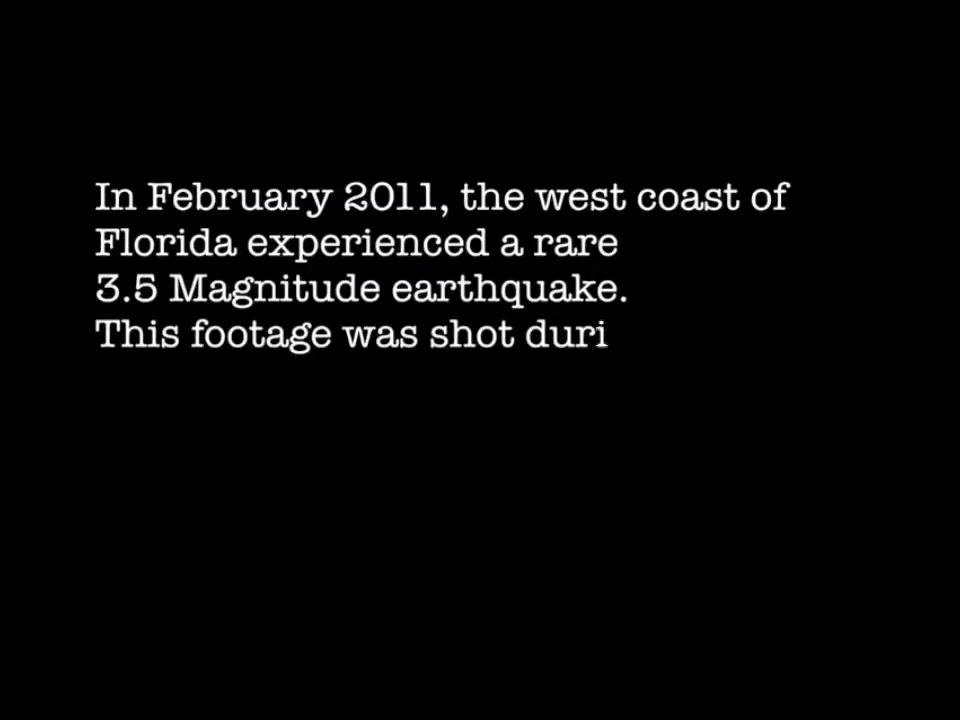 In February 2011, the west coast of
Florida experienced a rare
3.5 Magnitude earthquake.
This footage was shot duri